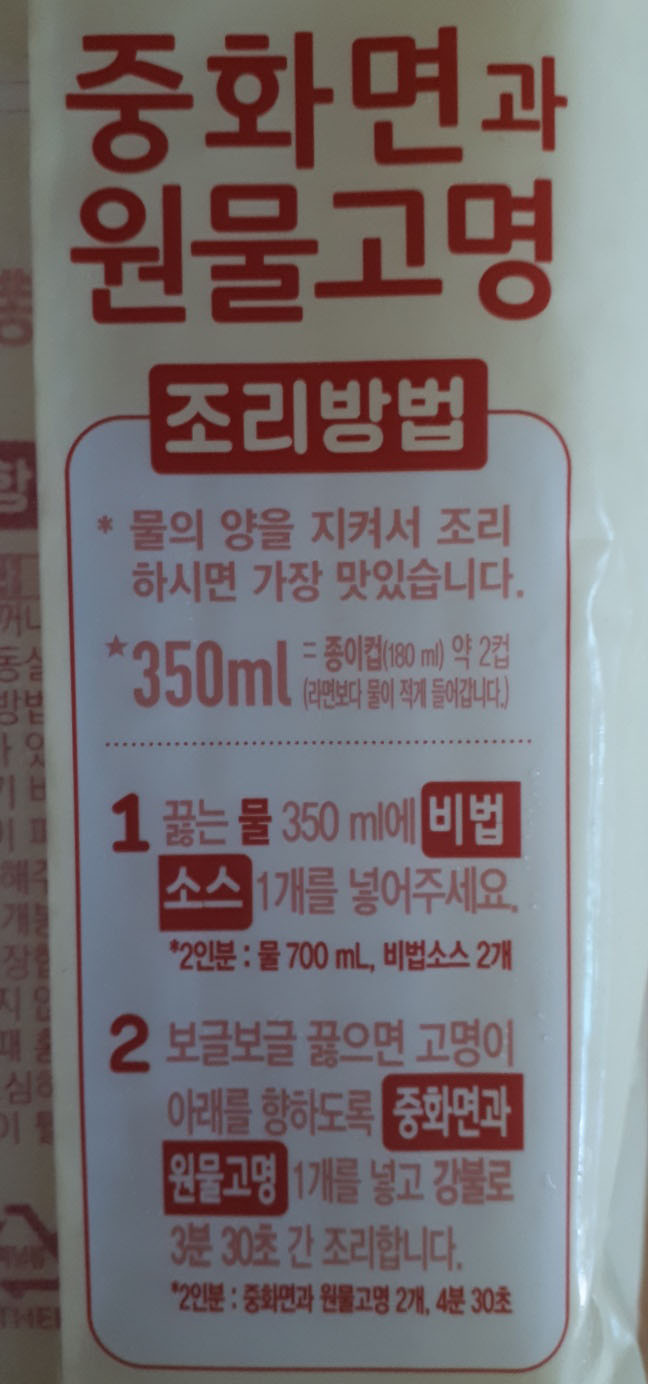 중화면과
원물고명
조리방법
* 물의 양을 지켜서 조리
하시면 가장 맛있습니다.
★350ml = 종이컵(180 ml) 약 2컵
(라면보다 물이 적게 들어갑니다.)
1 끓는 물 350 ml에 비법
소스 1개를 넣어주세요.
*2인분 : 물 700 mL, 비법소스 2개
2 보글보글 끓으면 고명이
아래를 향하도록 중화면과
원물고명 1개를 넣고 강불로
3분 30초 간 조리합니다.
*2인분 : 중화면과 원물고명 2개, 4분 30초